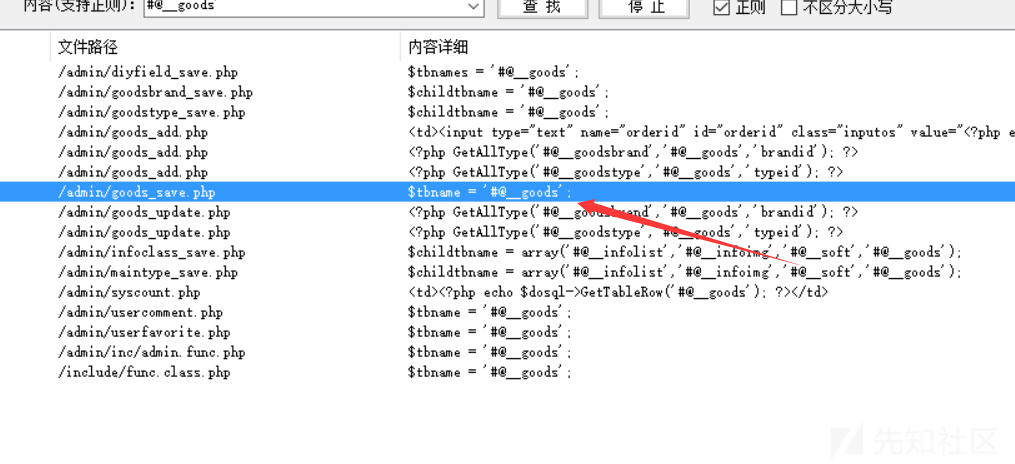 内容(支持正则): #@__goods 查 找 停 止 正则 不区分大小写
文件路径 内容详细
/admin/diyfield_save.php $tbnames = '#@__goods';
/admin/goodsbrand_save.php $childtbname = '#@__goods';
/admin/goodstype_save.php $childtbname = '#@__goods';
/admin/goods_add.php <td><input type="text" name="orderid" id="orderid" class="inputos" value="<?php e
/admin/goods_add.php <?php GetAllType('#@__goodsbrand','#@__goods','brandid'); ?>
/admin/goods_add.php <?php GetAllType('#@__goodstype','#@__goods','typeid'); ?>
/admin/goods_save.php $tbname = '#@__goods';
/admin/goods_update.php <?php GetAllType('#@__goodsbrand','#@__goods','brandid'); ?>
/admin/goods_update.php <?php GetAllType('#@__goodstype','#@__goods','typeid'); ?>
/admin/infoclass_save.php $childtbname = array('#@__infolist','#@__infoimg','#@__soft','#@__goods');
/admin/maintype_save.php $childtbname = array('#@__infolist','#@__infoimg','#@__soft','#@__goods');
/admin/syscount.php <td><?php echo $dosql->GetTableRow('#@__goods'); ?></td>
/admin/usercomment.php $tbname = '#@__goods';
/admin/userfavorite.php $tbname = '#@__goods';
/admin/inc/admin.func.php $tbname = '#@__goods';
/include/func.class.php $tbname = '#@__goods';
先知社区